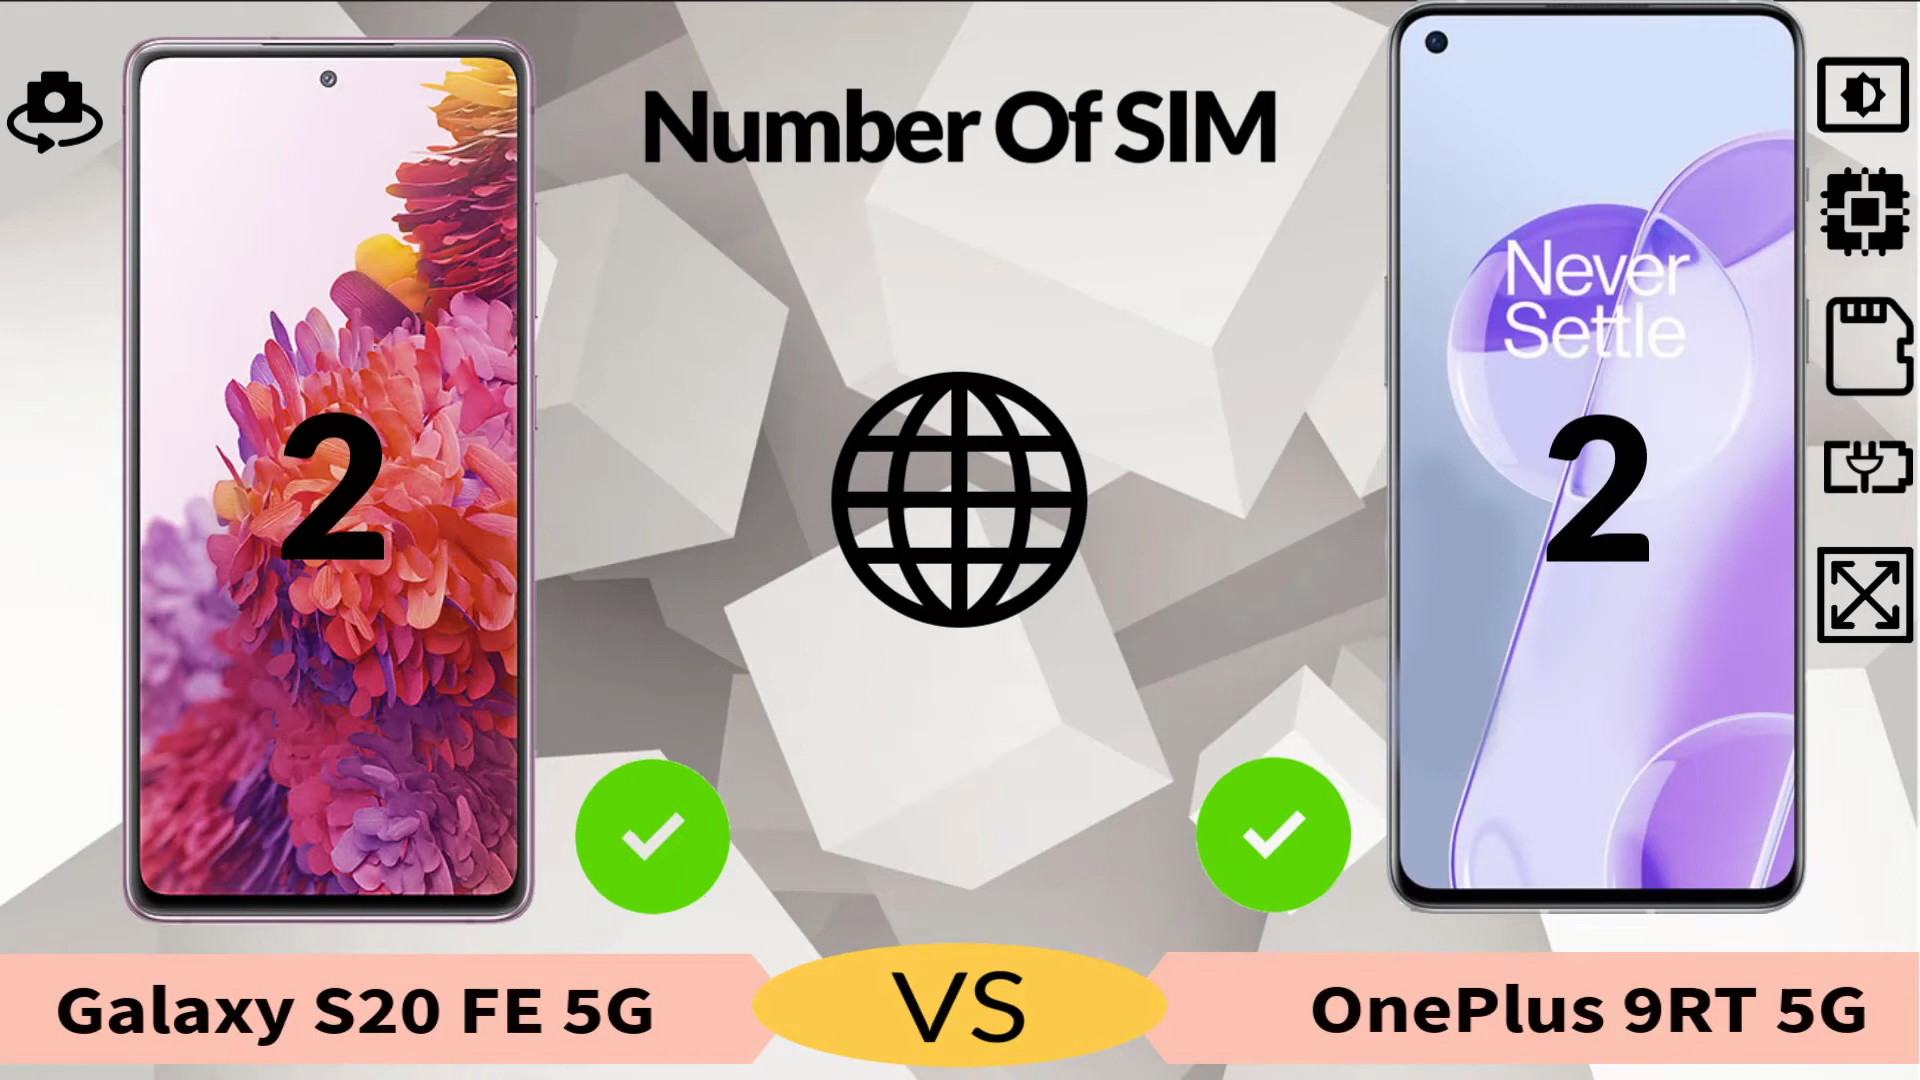 Number Of SIM
Never
Settle
2
2
Galaxy S20 FE 5G
VS
OnePlus 9RT 5G